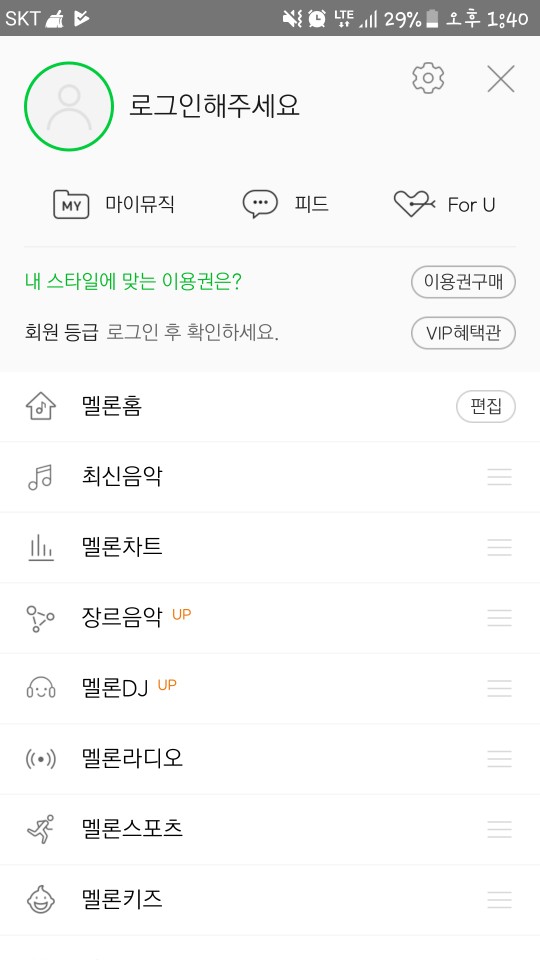 SKT LTE 29% 오후 1:40
로그인해주세요
MY 마이뮤직 피드 For U
내 스타일에 맞는 이용권은? 이용권구매
회원 등급 로그인 후 확인하세요. VIP혜택관
멜론홈 편집
최신음악
멜론차트
장르음악 UP
멜론DJ UP
멜론라디오
멜론스포츠
멜론키즈